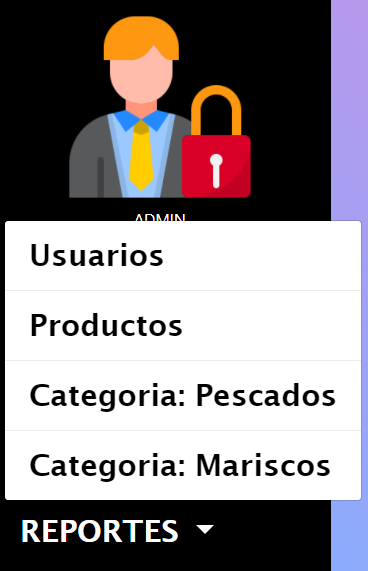 ADMIN
Usuarios
Productos
Categoria: Pescados
Categoria: Mariscos
REPORTES